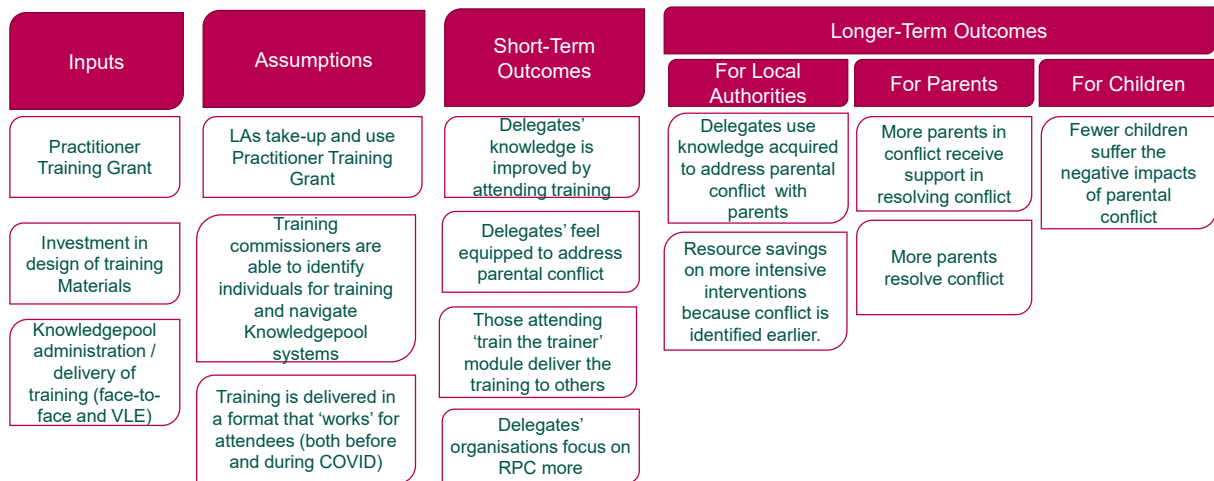 Inputs
Practitioner
Training Grant
Investment in
design of training
Materials
Knowledgepool
administration /
delivery of
training (face-to-
face and VLE)
Assumptions
LAs take-up and use
Practitioner Training
Grant
Training
commissioners are
able to identify
individuals for training
and navigate
Knowledgepool
systems
Training is delivered in
a format that ‘works’ for
attendees (both before
and during COVID)
Short-Term
Outcomes
Delegates’
knowledge is
improved by
attending training
Delegates’ feel
equipped to address
parental conflict
Those attending
‘train the trainer’
module deliver the
training to others
Delegates’
organisations focus on
RPC more
Longer-Term Outcomes
For Local
Authorities
Delegates use
knowledge acquired
to address parental
conflict with
parents
Resource savings
on more intensive
interventions
because conflict is
identified earlier.
For Parents
More parents in
conflict receive
support in
resolving conflict
More parents
resolve conflict
For Children
Fewer children
suffer the
negative impacts
of parental
conflict